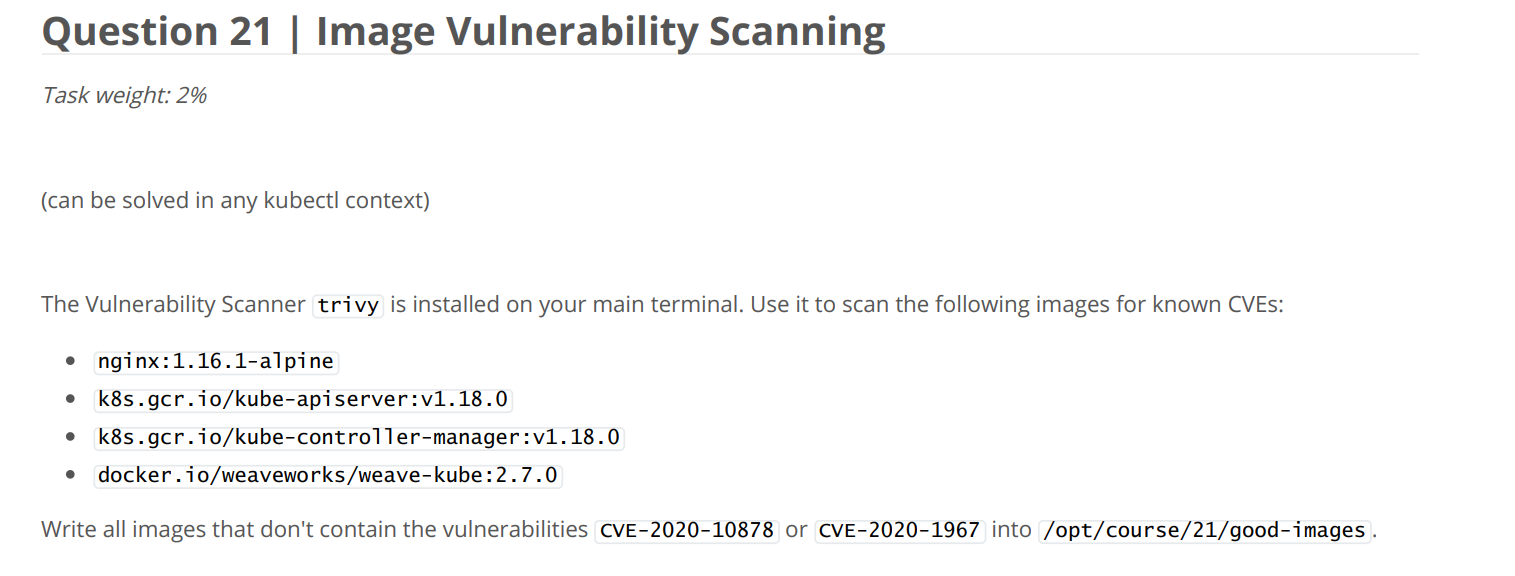 Question 21 | Image Vulnerability Scanning
Task weight: 2%
(can be solved in any kubectl context)
The Vulnerability Scanner trivy is installed on your main terminal. Use it to scan the following images for known CVEs:
nginx:1.16.1-alpine
k8s.gcr.io/kube-apiserver:v1.18.0
k8s.gcr.io/kube-controller-manager:v1.18.0
docker.io/weaveworks/weave-kube:2.7.0
Write all images that don't contain the vulnerabilities CVE-2020-10878 or CVE-2020-1967 into /opt/course/21/good-images.